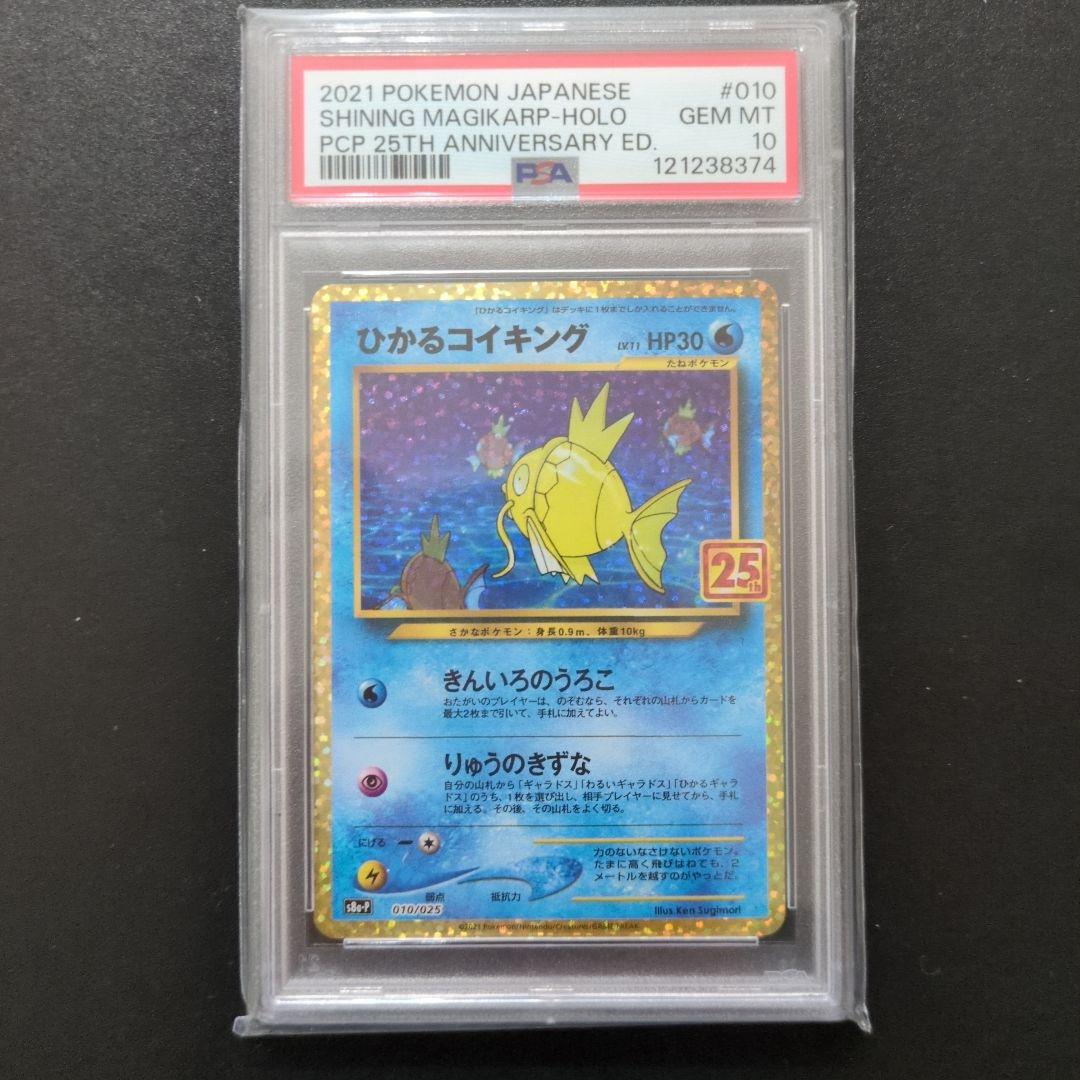 2021 POKEMON JAPANESE #010
SHINING MAGIKARP-HOLO GEM MT
PCP 25TH ANNIVERSARY ED. 10
PSA 121238374
「ひかるコイキング」はデッキに1枚までしか入れることができません。
ひかるコイキング LV.11 HP30
たねポケモン
25th
さかなポケモン:身長0.9m、体重10kg
きんいろのうろこ
おたがいのプレイヤーは、のぞむなら、それぞれの山札からカードを
最大2枚まで引いて、手札に加えてよい。
りゅうのきずな
自分の山札から「ギャラドス」「わるいギャラドス」「ひかるギャラ
ドス」のうち、1枚を選び出し、相手プレイヤーに見せてから、手札
に加える。その後、その山札をよく切る。
にげる
力のないなさけないポケモン。
たまに高く飛びはねても、2
メートルを越すのがやっとだ。
弱点 抵抗力
s8a-P 010/025 Illus.Ken Sugimori
©2021 Pokémon/Nintendo/Creatures/GAME FREAK